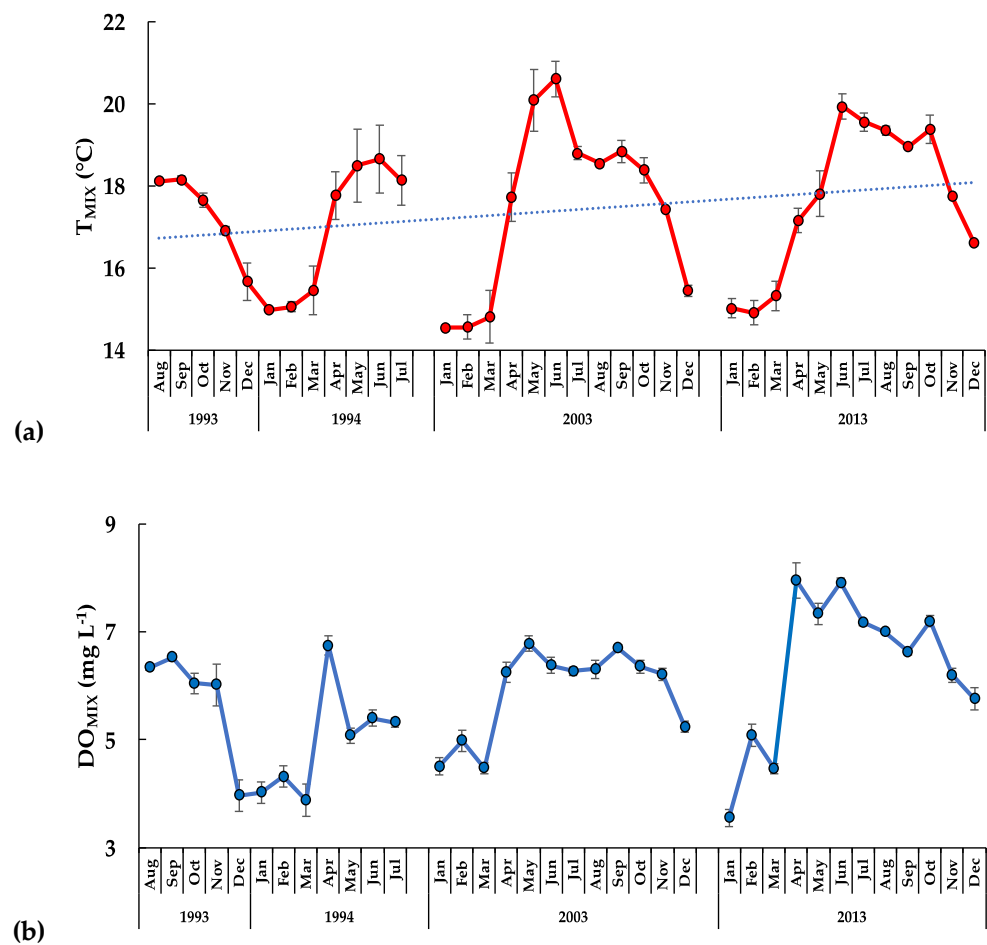 22
20
18
16
14
T_MIX (°C)
Aug Sep Oct Nov Dec Jan Feb Mar Apr May Jun Jul Jan Feb Mar Apr May Jun Jul Aug Sep Oct Nov Dec Jan Feb Mar Apr May Jun Jul Aug Sep Oct Nov Dec
1993 1994 2003 2013
(a)
9
7
5
3
DO_MIX (mg L⁻¹)
Aug Sep Oct Nov Dec Jan Feb Mar Apr May Jun Jul Jan Feb Mar Apr May Jun Jul Aug Sep Oct Nov Dec Jan Feb Mar Apr May Jun Jul Aug Sep Oct Nov Dec
1993 1994 2003 2013
(b)